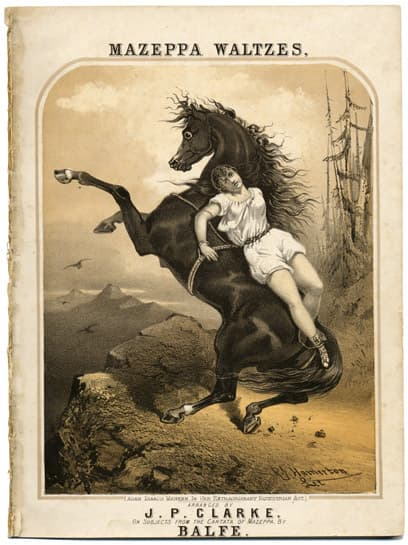 MAZEPPA WALTZES.
Hamerton
(ADAH ISAACS MENKEN, IN HER EXTRAORDINARY EQUESTRIAN ACT.)
ARRANGED BY
J. P. CLARKE.
ON SUBJECTS FROM THE CANTATA OF MAZEPPA, BY
BALFE.